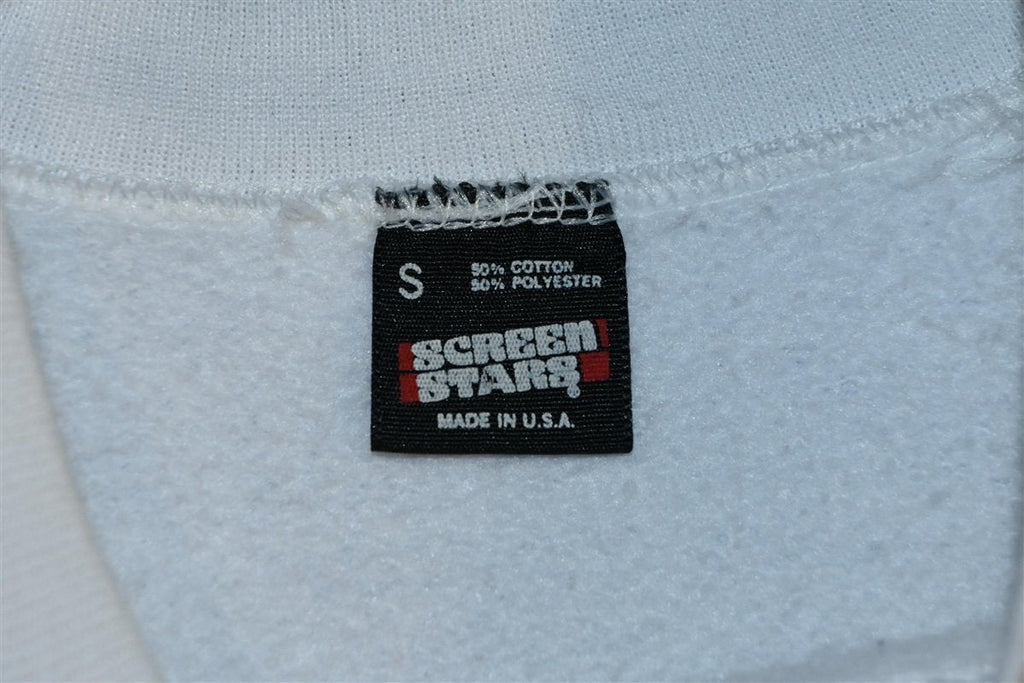 S
50% COTTON
50% POLYESTER
SCREEN
STARS
MADE IN U.S.A.